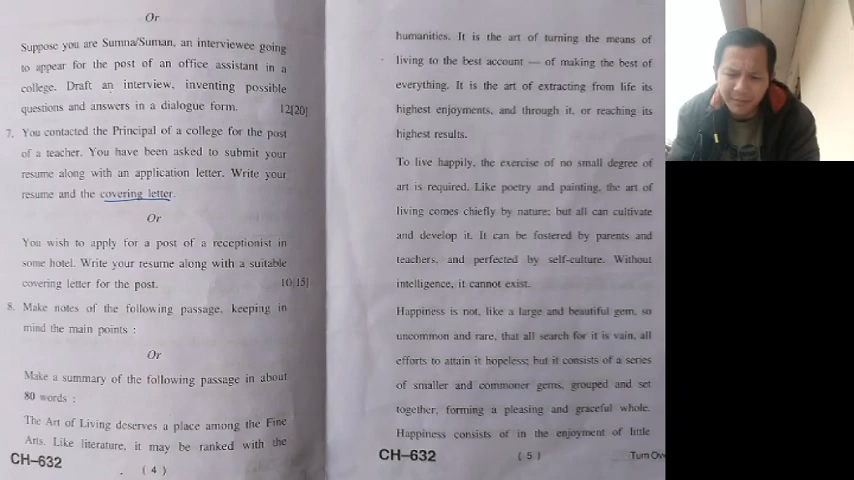 Or
Suppose you are Sumna/Suman, an interviewee going
to appear for the post of an office assistant in a
college. Draft an interview, inventing possible
questions and answers in a dialogue form. 12[20]
7. You contacted the Principal of a college for the post
of a teacher. You have been asked to submit your
resume along with an application letter. Write your
resume and the covering letter.
Or
You wish to apply for a post of a receptionist in
some hotel. Write your resume along with a suitable
covering letter for the post. 10[15]
8. Make notes of the following passage, keeping in
mind the main points :
Or
Make a summary of the following passage in about
80 words :
The Art of Living deserves a place among the Fine
Arts. Like literature, it may be ranked with the
CH–632
( 4 )
humanities. It is the art of turning the means of
living to the best account — of making the best of
everything. It is the art of extracting from life its
highest enjoyments, and through it, or reaching its
highest results.
To live happily, the exercise of no small degree of
art is required. Like poetry and painting, the art of
living comes chiefly by nature; but all can cultivate
and develop it. It can be fostered by parents and
teachers, and perfected by self-culture. Without
intelligence, it cannot exist.
Happiness is not, like a large and beautiful gem, so
uncommon and rare, that all search for it is vain, all
efforts to attain it hopeless; but it consists of a series
of smaller and commoner gems, grouped and set
together, forming a pleasing and graceful whole.
Happiness consists of in the enjoyment of little
CH–632
( 5 )
Turn Ov